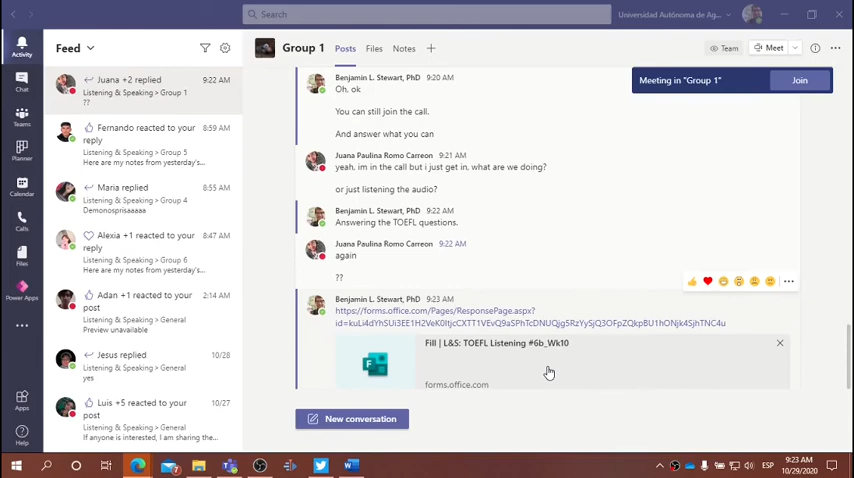 Search
Universidad Autónoma de Ag...
Activity
Chat
Teams
Planner
Calendar
Calls
Files
Power Apps
Apps
Help
Feed
Juana +2 replied
9:22 AM
Listening & Speaking > Group 1
??
Fernando reacted to your
8:59 AM
reply
Listening & Speaking > Group 5
Here are my notes from yesterday's...
Maria replied
8:55 AM
Listening & Speaking > Group 4
Demonosprisaaaaa
Alexia +1 reacted to your
8:47 AM
reply
Listening & Speaking > Group 6
Here are my notes from yesterday's...
Adan +1 reacted to your
2:14 AM
post
Listening & Speaking > General
Preview unavailable
Jesus replied
10/28
Listening & Speaking > General
yes
Luis +5 reacted to your
10/27
post
Listening & Speaking > General
If anyone is interested, I am sharing the...
Group 1
Posts
Files
Notes
Team
Meet
Meeting in "Group 1"
Join
Benjamin L. Stewart, PhD 9:20 AM
Oh, ok
You can still join the call.
And answer what you can
Juana Paulina Romo Carreon 9:21 AM
yeah, im in the call but i just get in, what are we doing?
or just listening the audio?
Benjamin L. Stewart, PhD 9:22 AM
Answering the TOEFL questions.
Juana Paulina Romo Carreon 9:22 AM
again
??
Benjamin L. Stewart, PhD 9:23 AM
https://forms.office.com/Pages/ResponsePage.aspx?
id=kuLi4dYhSUi3EE1H2VeK0ItjcCXTT1VEvQ9aSPhTcDNUQjg5RzYySjQ3OFpZQkpBU1hONjk4SjhTNC4u
Fill | L&S: TOEFL Listening #6b_Wk10
forms.office.com
New conversation
7
ESP
9:23 AM
10/29/2020